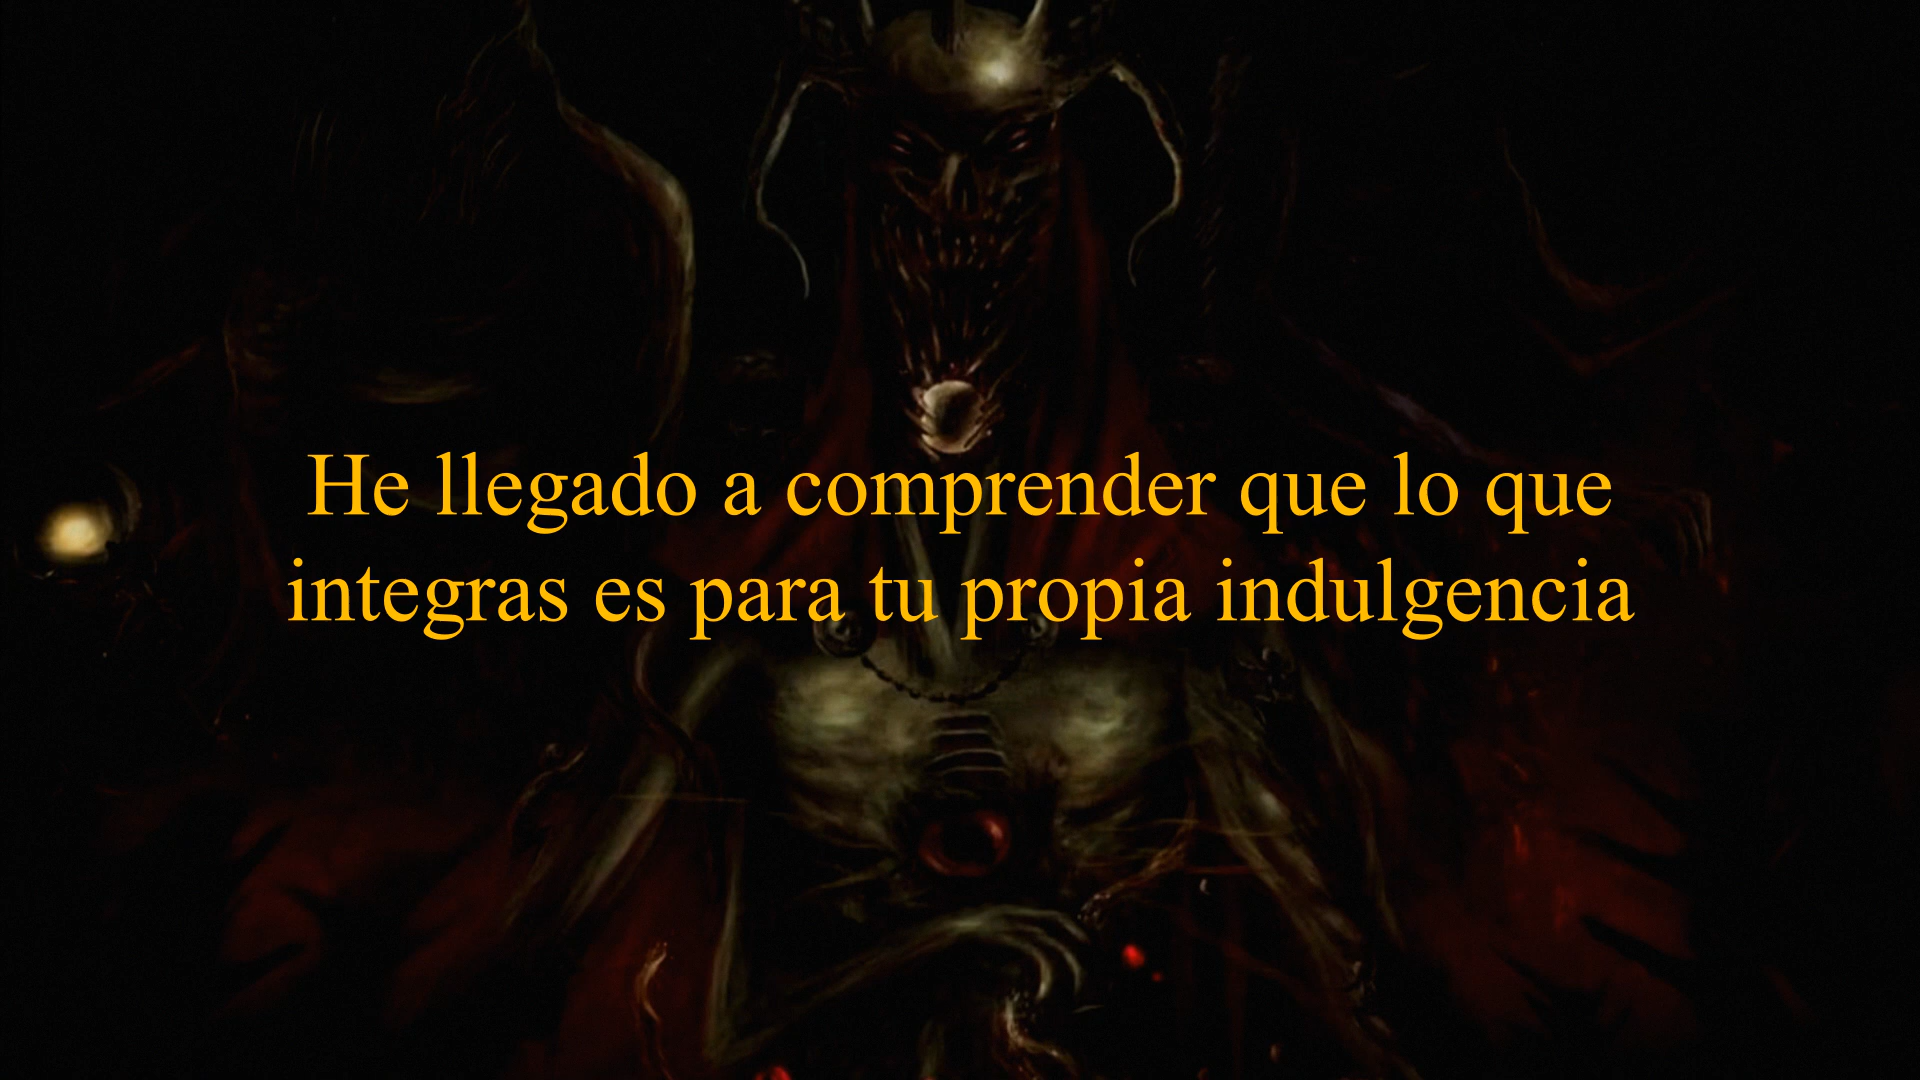 He llegado a comprender que lo que
integras es para tu propia indulgencia